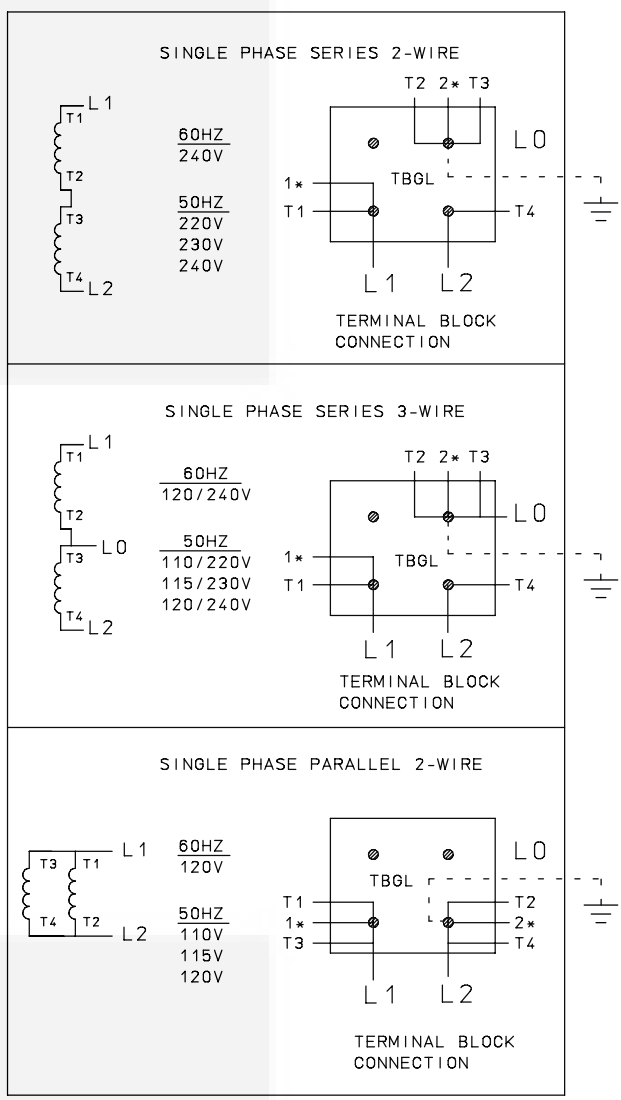 SINGLE PHASE SERIES 2-WIRE
T2 2* T3
L1
T1
60HZ
240V
LO
T2
TBGL
1*
T3
50HZ
220V
230V
240V
T1
T4
T4
L2
L1 L2
TERMINAL BLOCK
CONNECTION
SINGLE PHASE SERIES 3-WIRE
L1
T1
T2 2* T3
60HZ
120/240V
T2
LO
LO
T3
50HZ
110/220V
115/230V
120/240V
1*
TBGL
T1
T4
T4
L2
L1 L2
TERMINAL BLOCK
CONNECTION
SINGLE PHASE PARALLEL 2-WIRE
L1
T3 T1
60HZ
120V
LO
TBGL
T1
T2
T4 T2
50HZ
110V
115V
120V
1*
2*
L2
T3
T4
L1 L2
TERMINAL BLOCK
CONNECTION